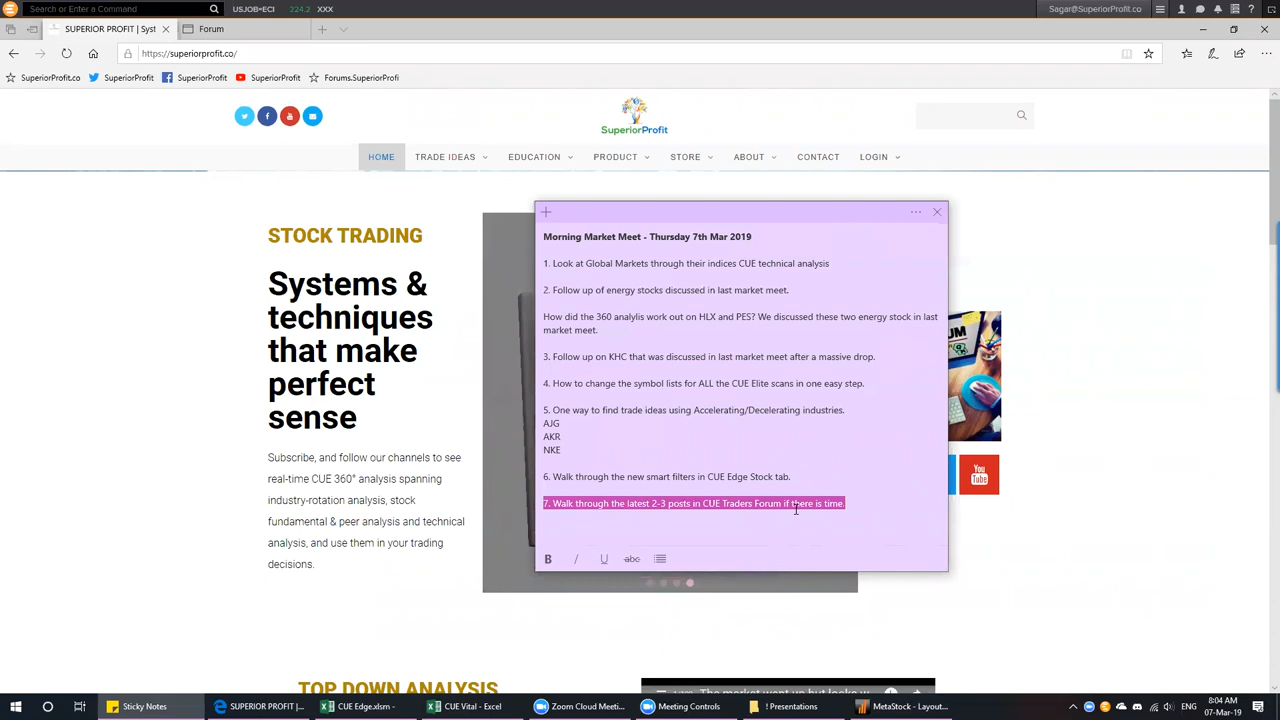 Search or Enter Command
USJOB=ECI
224.2
XXX
Sagar@SuperiorProfit.co
SUPERIOR PROFIT | Syst
Forum
https://superiorprofit.co/
SuperiorProfit.co
SuperiorProfit
SuperiorProfit
SuperiorProfit
Forums.SuperiorProfi
SuperiorProfit
HOME
TRADE IDEAS
EDUCATION
PRODUCT
STORE
ABOUT
CONTACT
LOGIN
STOCK TRADING
Systems &
techniques
that make
perfect
sense
Subscribe, and follow our channels to see
real-time CUE 360° analysis spanning
industry-rotation analysis, stock
fundamental & peer analysis and technical
analysis, and use them in your trading
decisions.
Morning Market Meet - Thursday 7th Mar 2019
1. Look at Global Markets through their indices CUE technical analysis
2. Follow up of energy stocks discussed in last market meet.
How did the 360 analylis work out on HLX and PES? We discussed these two energy stock in last
market meet.
3. Follow up on KHC that was discussed in last market meet after a massive drop.
4. How to change the symbol lists for ALL the CUE Elite scans in one easy step.
5. One way to find trade ideas using Accelerating/Decelerating industries.
AJG
AKR
NKE
6. Walk through the new smart filters in CUE Edge Stock tab.
7. Walk through the latest 2-3 posts in CUE Traders Forum if there is time.
B
I
U
abc
You
Tube
TOP DOWN ANALYSIS
The market went up but looks w
Sticky Notes
SUPERIOR PROFIT |...
CUE Edge.xlsm -
CUE Vital - Excel
Zoom Cloud Meeti...
Meeting Controls
! Presentations
MetaStock - Layout...
ENG
8:04 AM
07-Mar-19